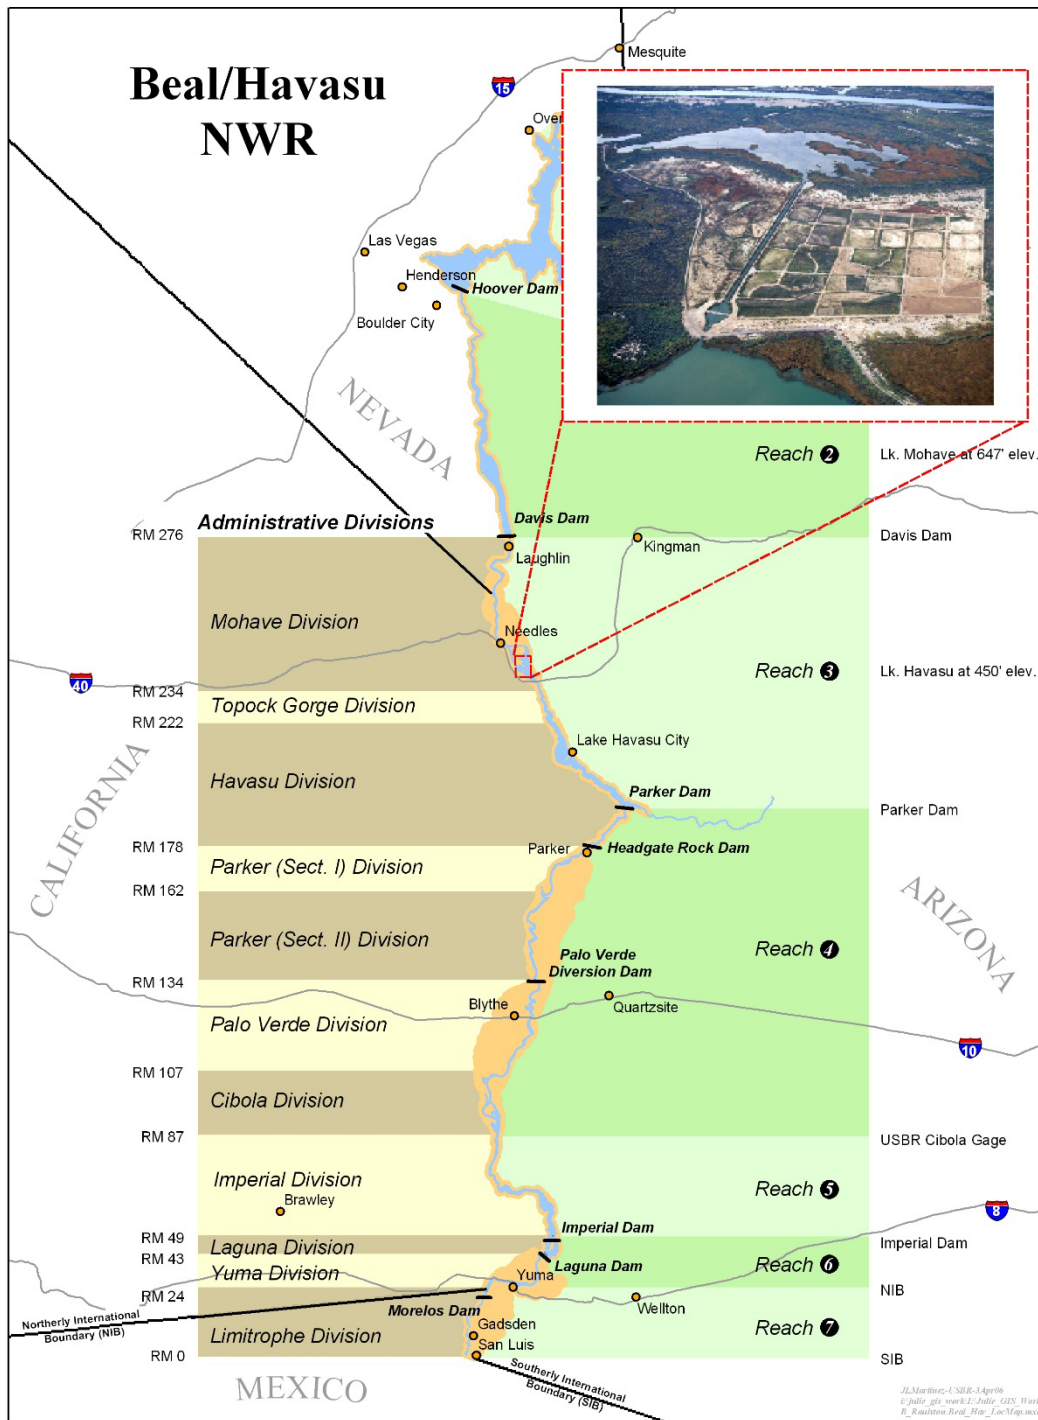 Beal/Havasu
NWR
15
Mesquite
Over
Las Vegas
Henderson
Hoover Dam
Boulder City
NEVADA
Reach 2
Lk. Mohave at 647' elev.
Administrative Divisions
Davis Dam
RM 276
Laughlin
Kingman
Davis Dam
Mohave Division
Needles
Reach 3
Lk. Havasu at 450' elev.
40
RM 234
Topock Gorge Division
RM 222
Lake Havasu City
CALIFORNIA
Havasu Division
Parker Dam
Parker Dam
RM 178
Parker
Headgate Rock Dam
Parker (Sect. I) Division
RM 162
ARIZONA
Parker (Sect. II) Division
Reach 4
Palo Verde
Diversion Dam
RM 134
Blythe
Quartzsite
Palo Verde Division
10
RM 107
Cibola Division
RM 87
USBR Cibola Gage
Imperial Division
Reach 5
Brawley
8
Imperial Dam
RM 49
Laguna Division
Imperial Dam
RM 43
Laguna Dam
Reach 6
Yuma Division
Yuma
RM 24
NIB
Morelos Dam
Wellton
Northerly International
Boundary (NIB)
Gadsden
Limitrophe Division
Reach 7
San Luis
RM 0
SIB
Southerly International
Boundary (SIB)
MEXICO
JLMartinez-USBR-3Apr06